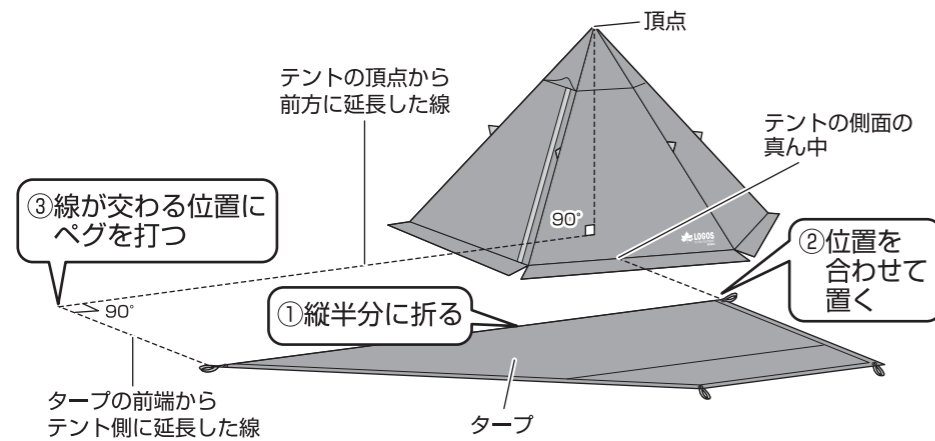 頂点
テントの頂点から
前方に延長した線
テントの側面の
真ん中
③線が交わる位置に
ペグを打つ
90°
LOGOS
②位置を
合わせて
置く
90°
①縦半分に折る
タープの前端から
テント側に延長した線
タープ